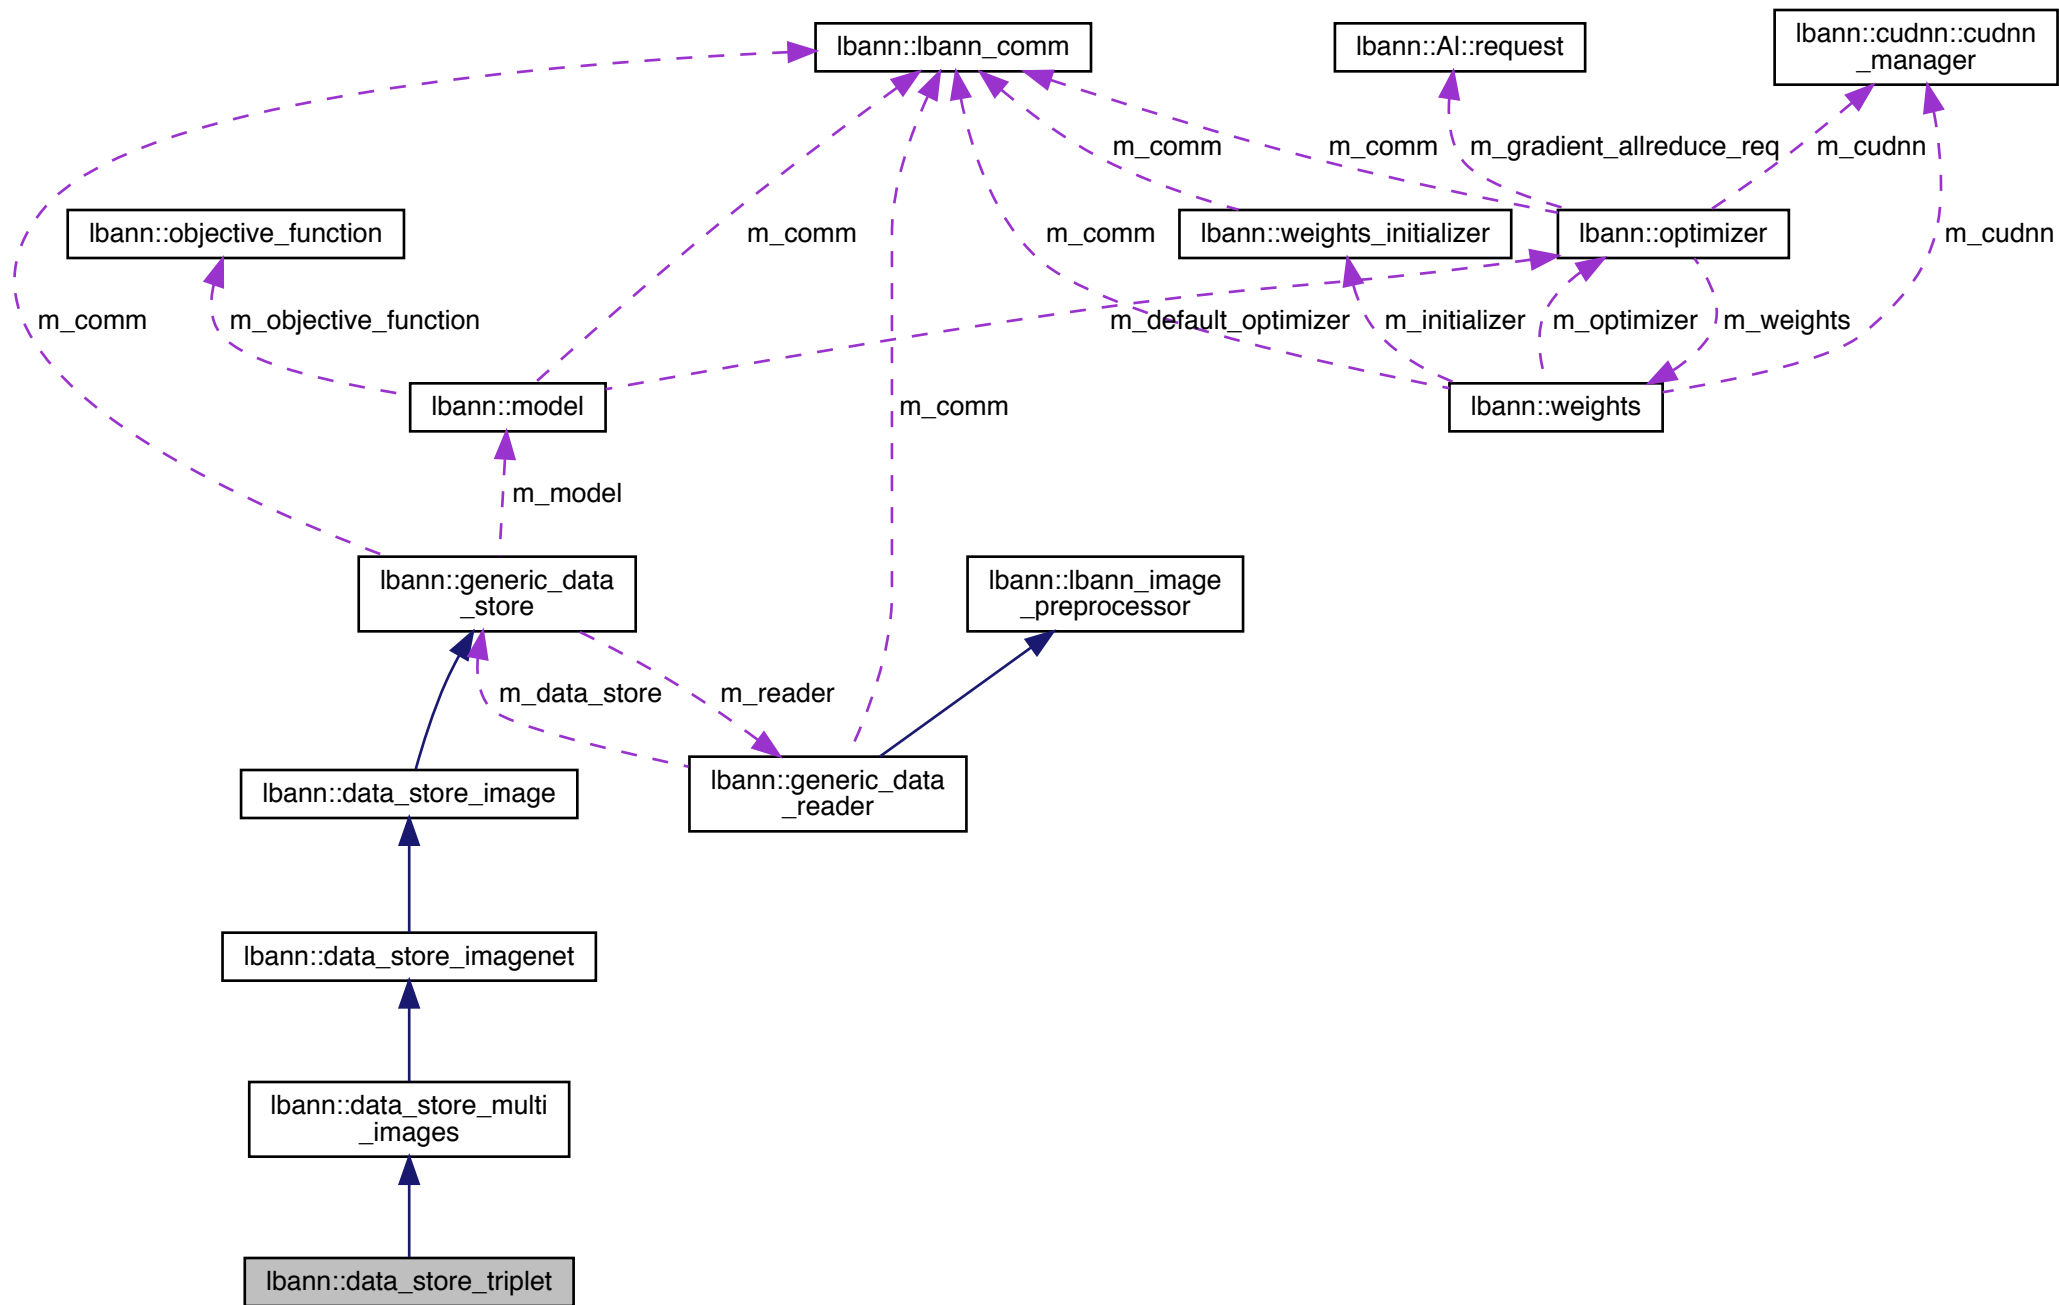 lbann::lbann_comm
lbann::Al::request
lbann::cudnn::cudnn
_manager
m_comm
m_comm
m_gradient_allreduce_req
m_cudnn
lbann::objective_function
m_comm
m_comm
lbann::weights_initializer
lbann::optimizer
m_cudnn
m_comm
m_objective_function
m_default_optimizer
m_initializer
m_optimizer
m_weights
lbann::model
m_comm
lbann::weights
m_model
lbann::generic_data
_store
lbann::lbann_image
_preprocessor
m_data_store
m_reader
lbann::data_store_image
lbann::generic_data
_reader
lbann::data_store_imagenet
lbann::data_store_multi
_images
lbann::data_store_triplet